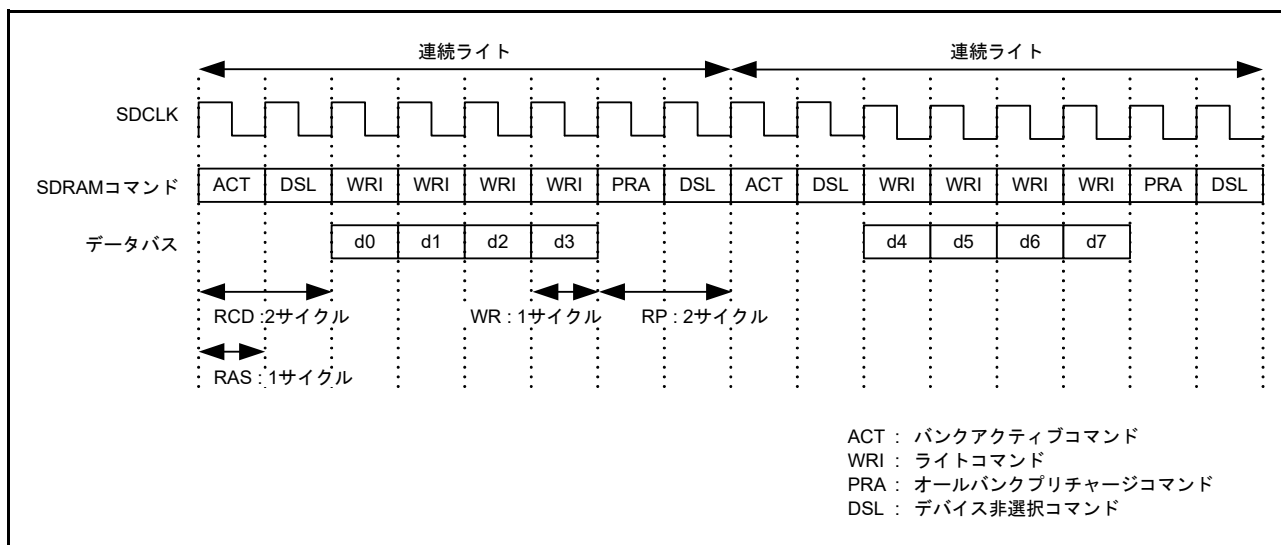 連続ライト 連続ライト
SDCLK
SDRAMコマンド ACT DSL WRI WRI WRI WRI PRA DSL ACT DSL WRI WRI WRI WRI PRA DSL
データバス d0 d1 d2 d3 d4 d5 d6 d7
RCD :2サイクル WR : 1サイクル RP : 2サイクル
RAS : 1サイクル
ACT : バンクアクティブコマンド
WRI : ライトコマンド
PRA : オールバンクプリチャージコマンド
DSL : デバイス非選択コマンド